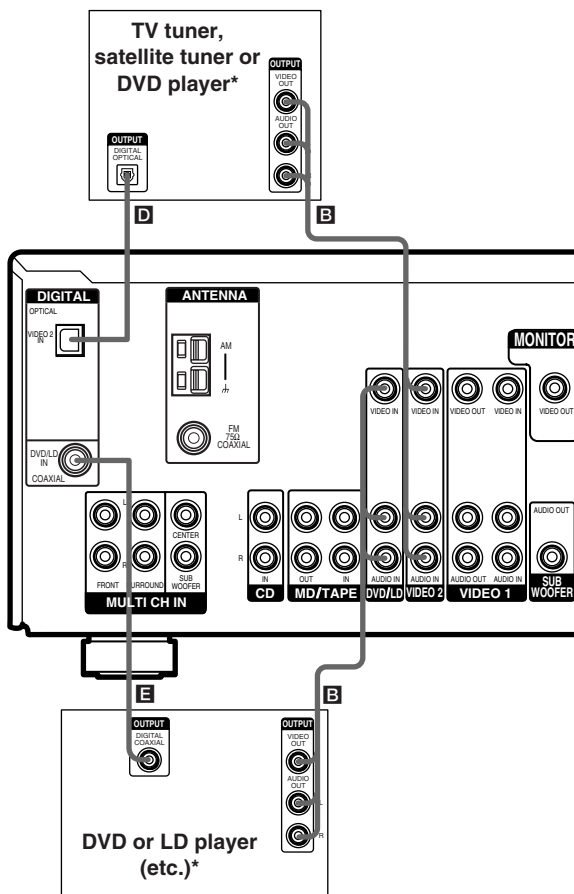 TV tuner,
satellite tuner or
DVD player*
OUTPUT
VIDEO
OUT
AUDIO
OUT
OUTPUT
DIGITAL
OPTICAL
D
B
DIGITAL
OPTICAL
VIDEO 2
IN
DVD/LD
IN
COAXIAL
ANTENNA
AM
FM
75Ω
COAXIAL
MONITOR
VIDEO IN
VIDEO IN
VIDEO OUT
VIDEO IN
VIDEO OUT
L
R
FRONT
SURROUND
CENTER
SUB
WOOFER
MULTI CH IN
L
R
IN
CD
OUT
IN
MD/TAPE
AUDIO IN
DVD/LD
AUDIO IN
VIDEO 2
AUDIO OUT
AUDIO IN
VIDEO 1
AUDIO OUT
SUB
WOOFER
E
B
OUTPUT
DIGITAL
COAXIAL
OUTPUT
VIDEO
OUT
AUDIO
OUT
L
R
DVD or LD player
(etc.)*